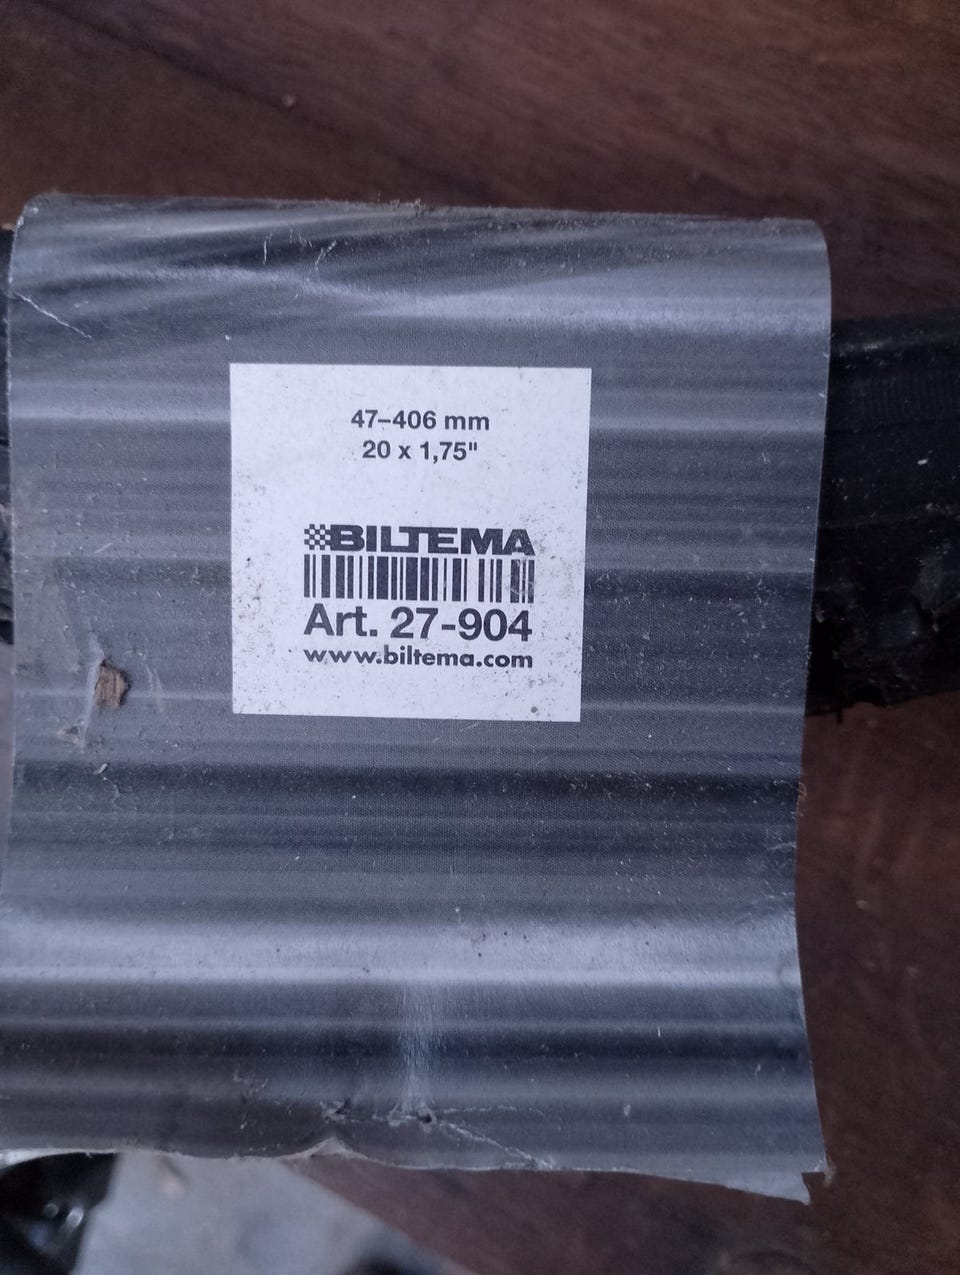 47–406 mm
20 x 1,75"
BILTEMA
Art. 27-904
www.biltema.com